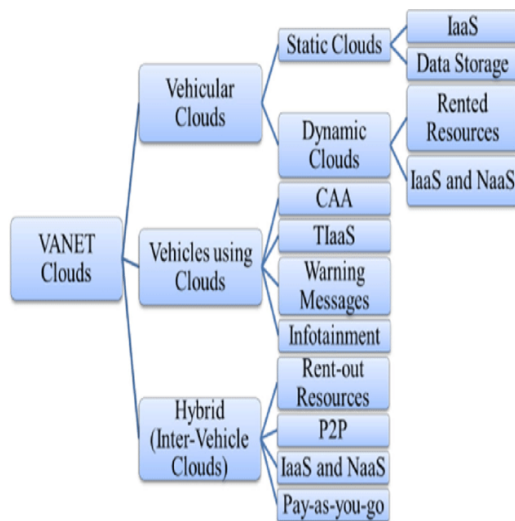 VANET
Clouds
Vehicular
Clouds
Static Clouds
IaaS
Data Storage
Dynamic
Clouds
Rented
Resources
IaaS and NaaS
Vehicles using
Clouds
CAA
TIaaS
Warning
Messages
Infotainment
Hybrid
(Inter-Vehicle
Clouds)
Rent-out
Resources
P2P
IaaS and NaaS
Pay-as-you-go